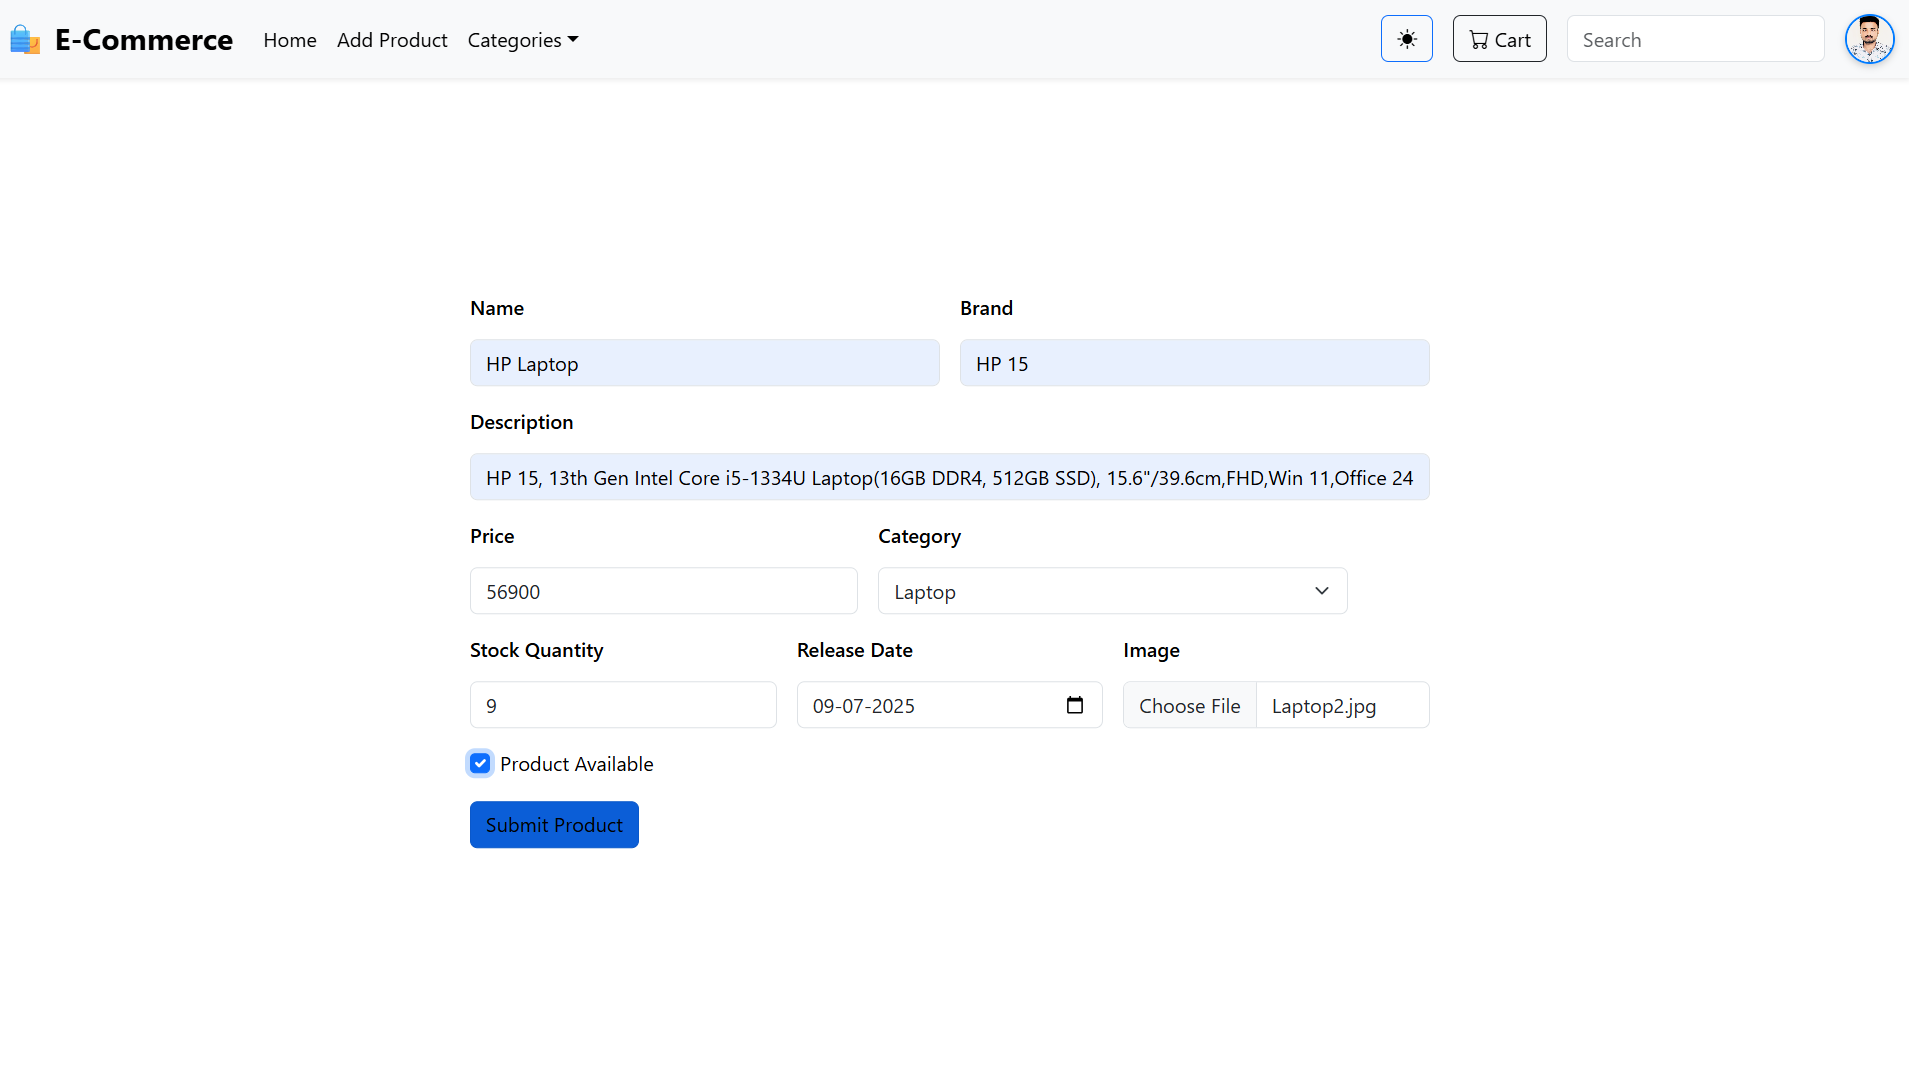 E-Commerce Home Add Product Categories Cart Search
Name Brand
HP Laptop HP 15
Description
HP 15, 13th Gen Intel Core i5-1334U Laptop(16GB DDR4, 512GB SSD), 15.6"/39.6cm,FHD,Win 11,Office 24
Price Category
56900 Laptop
Stock Quantity Release Date Image
9 09-07-2025 Choose File Laptop2.jpg
Product Available
Submit Product